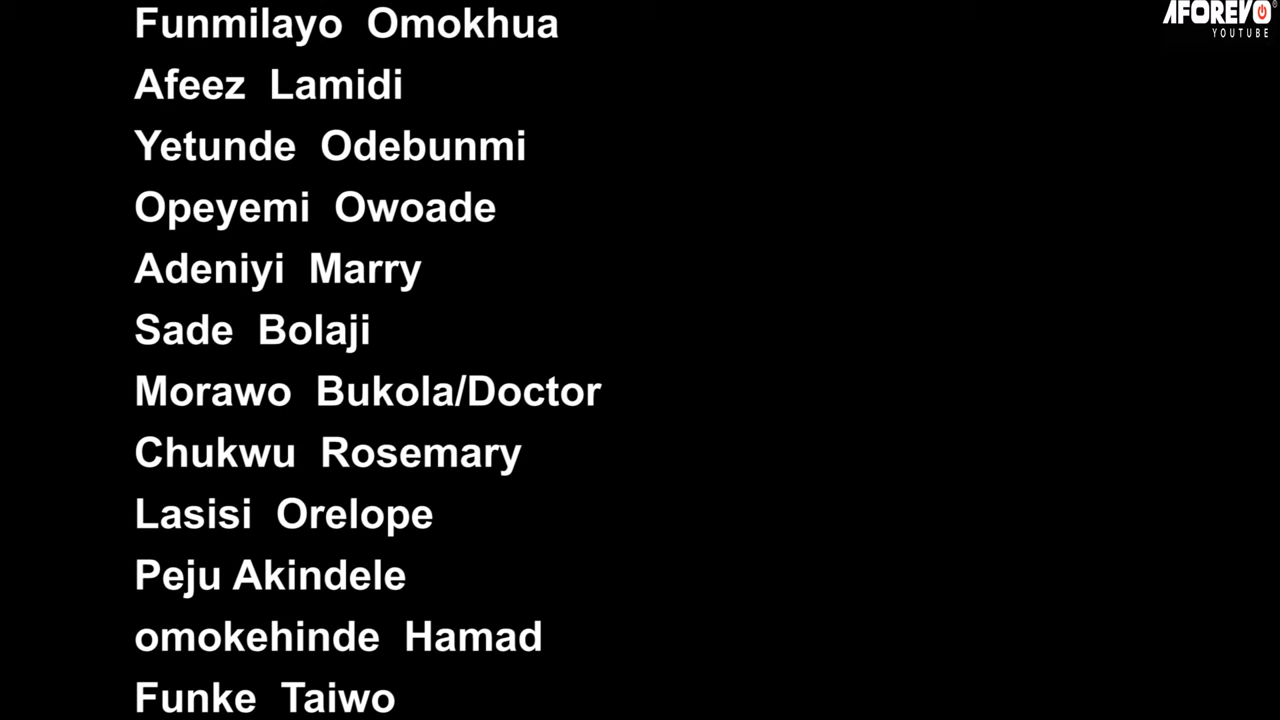 Funmilayo Omokhua
AFOREVO
YOUTUBE
Afeez Lamidi
Yetunde Odebunmi
Opeyemi Owoade
Adeniyi Marry
Sade Bolaji
Morawo Bukola/Doctor
Chukwu Rosemary
Lasisi Orelope
Peju Akindele
omokehinde Hamad
Funke Taiwo